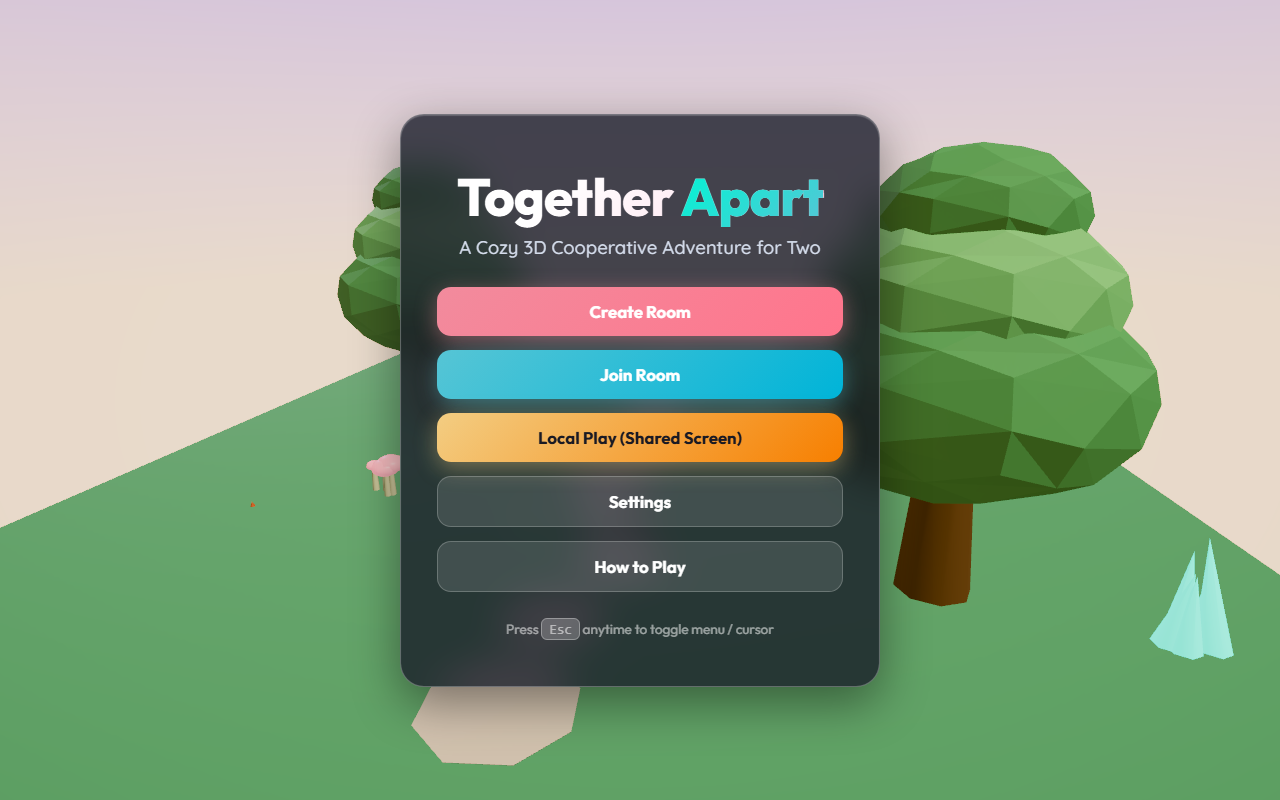 Together Apart
A Cozy 3D Cooperative Adventure for Two
Create Room
Join Room
Local Play (Shared Screen)
Settings
How to Play
Press Esc anytime to toggle menu / cursor